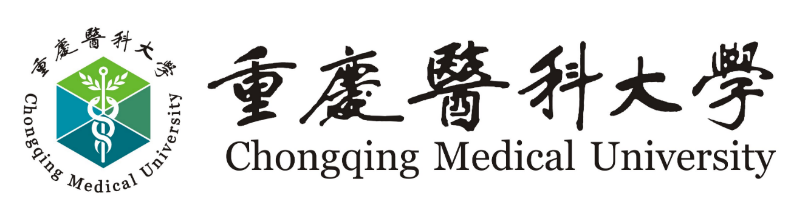 重慶醫科大學
Chongqing Medical University
重慶醫科大學
Chongqing Medical University